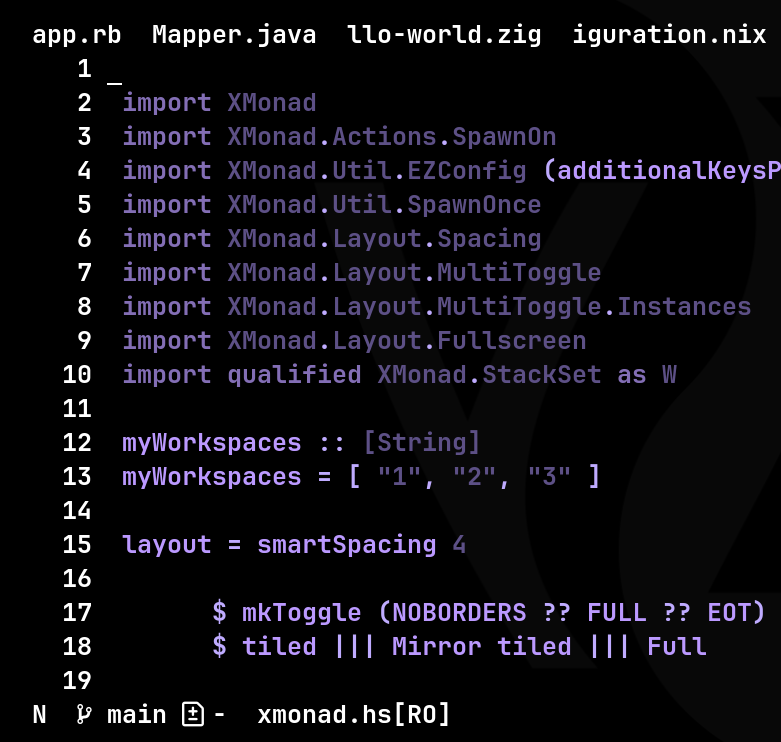 app.rb  Mapper.java  llo-world.zig  iguration.nix
1 _
2 import XMonad
3 import XMonad.Actions.SpawnOn
4 import XMonad.Util.EZConfig (additionalKeysP
5 import XMonad.Util.SpawnOnce
6 import XMonad.Layout.Spacing
7 import XMonad.Layout.MultiToggle
8 import XMonad.Layout.MultiToggle.Instances
9 import XMonad.Layout.Fullscreen
10 import qualified XMonad.StackSet as W
11
12 myWorkspaces :: [String]
13 myWorkspaces = [ "1", "2", "3" ]
14
15 layout = smartSpacing 4
16
17       $ mkToggle (NOBORDERS ?? FULL ?? EOT)
18       $ tiled ||| Mirror tiled ||| Full
19
N  main  -  xmonad.hs[RO]